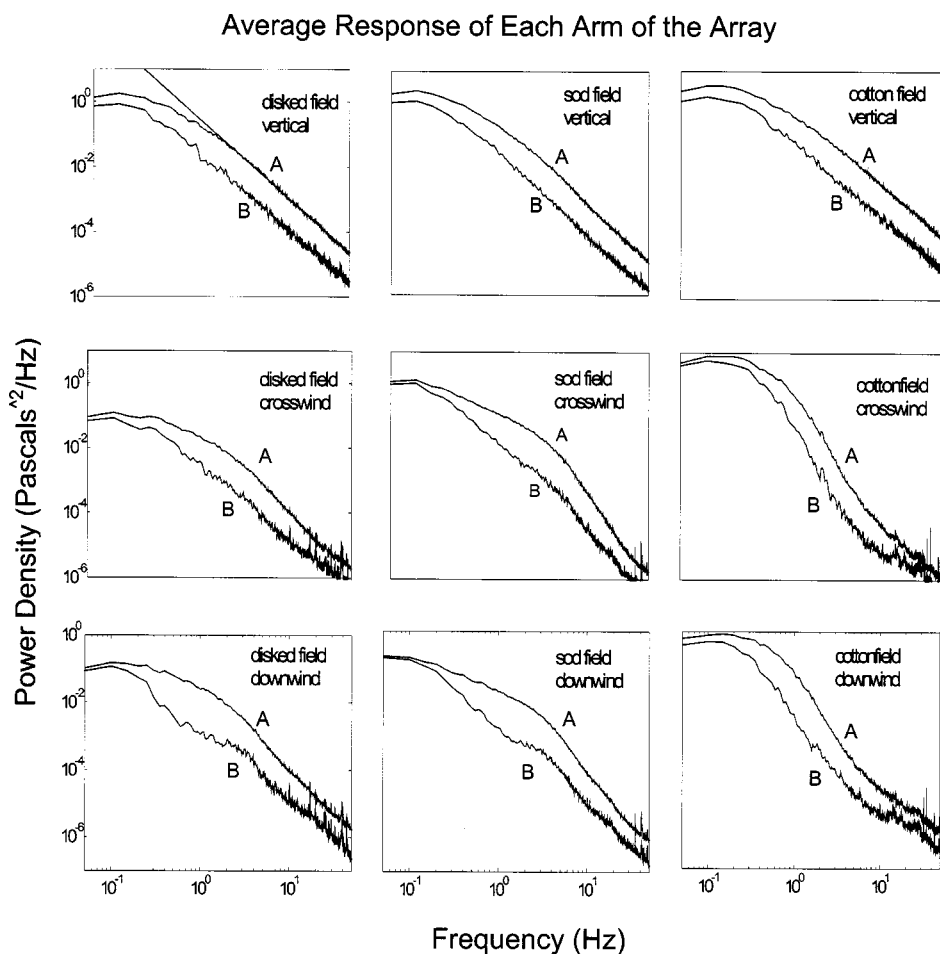 Average Response of Each Arm of the Array
Power Density (Pascals^2/Hz)
10^0
10^-2
10^-4
10^-6
disked field
vertical
A
B
sod field
vertical
A
B
cotton field
vertical
A
B
10^0
10^-2
10^-4
10^-6
disked field
crosswind
A
B
sod field
crosswind
A
B
cottonfield
crosswind
A
B
10^0
10^-2
10^-4
10^-6
disked field
downwind
A
B
sod field
downwind
A
B
cottonfield
downwind
A
B
10^-1 10^0 10^1
10^-1 10^0 10^1
10^-1 10^0 10^1
Frequency (Hz)